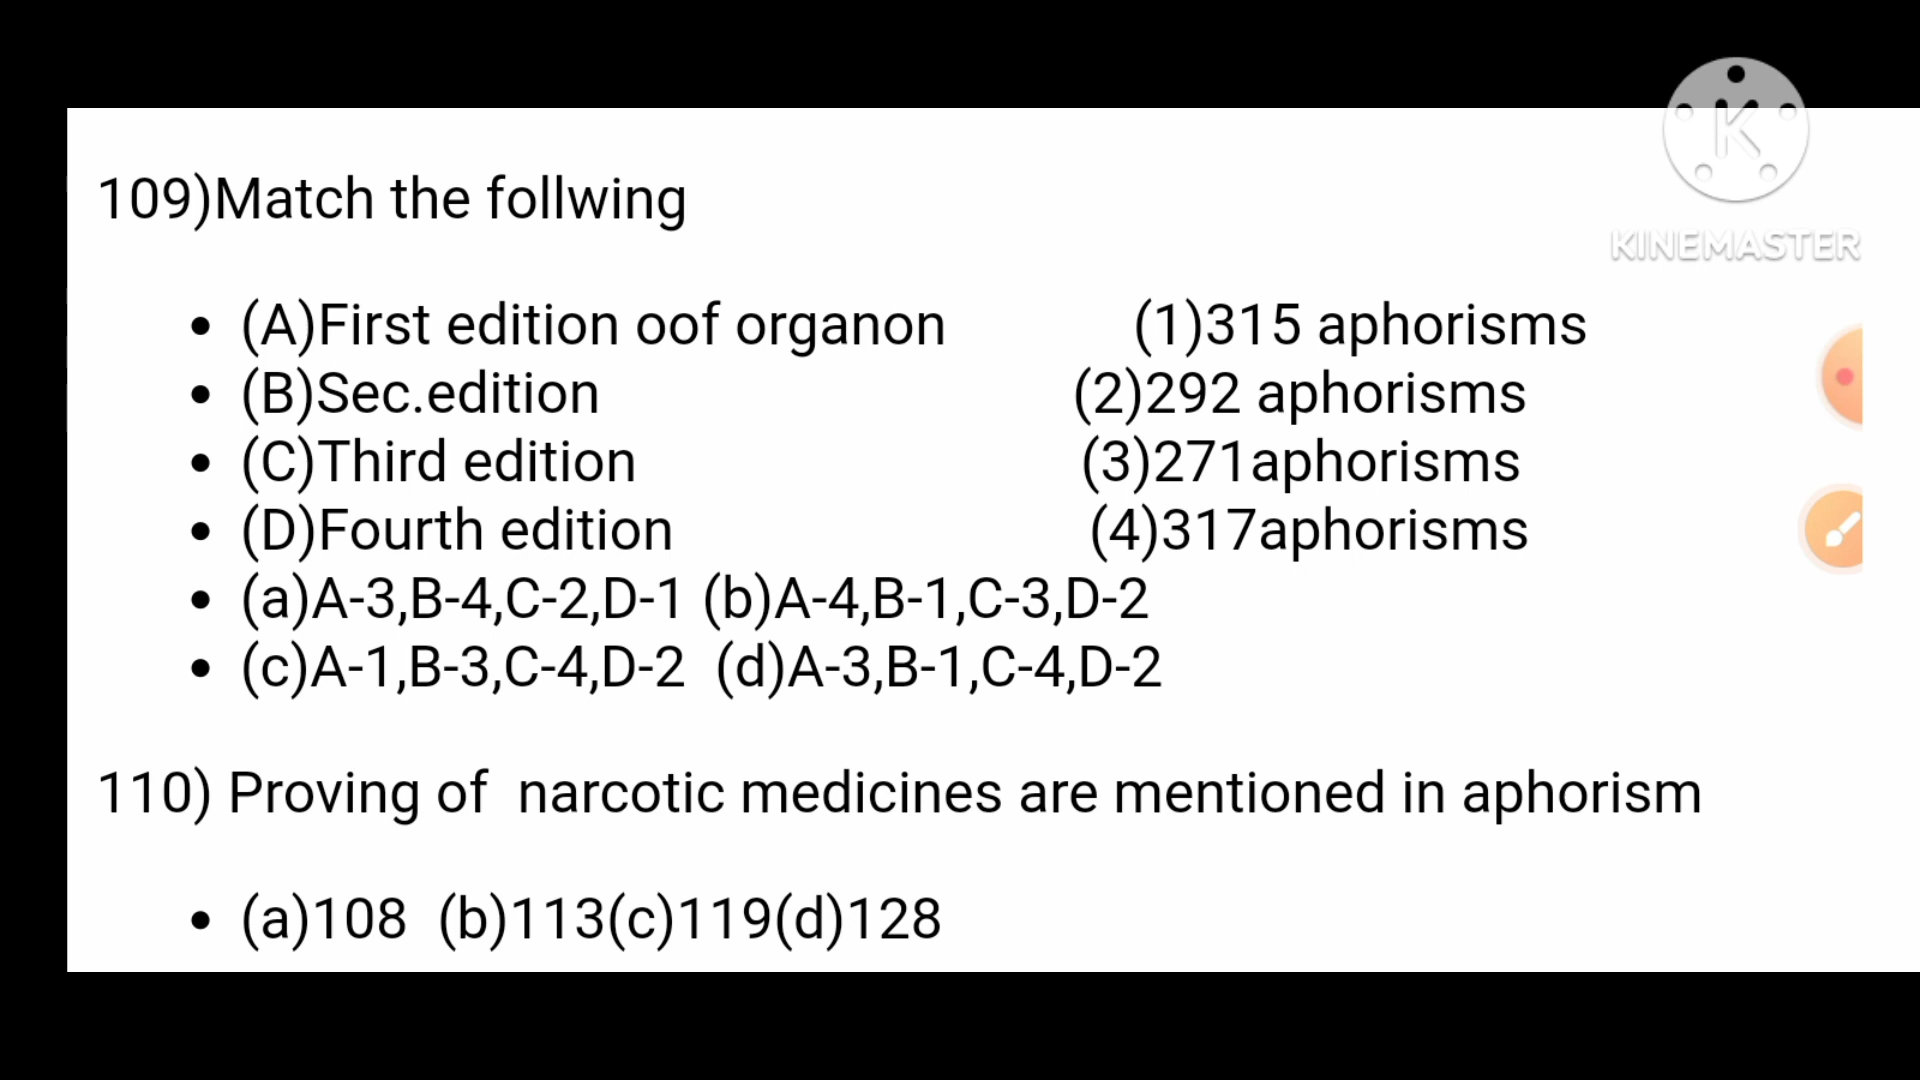 KINEMASTER
109)Match the follwing
• (A)First edition oof organon (1)315 aphorisms
• (B)Sec.edition (2)292 aphorisms
• (C)Third edition (3)271aphorisms
• (D)Fourth edition (4)317aphorisms
• (a)A-3,B-4,C-2,D-1 (b)A-4,B-1,C-3,D-2
• (c)A-1,B-3,C-4,D-2 (d)A-3,B-1,C-4,D-2
110) Proving of narcotic medicines are mentioned in aphorism
• (a)108 (b)113(c)119(d)128